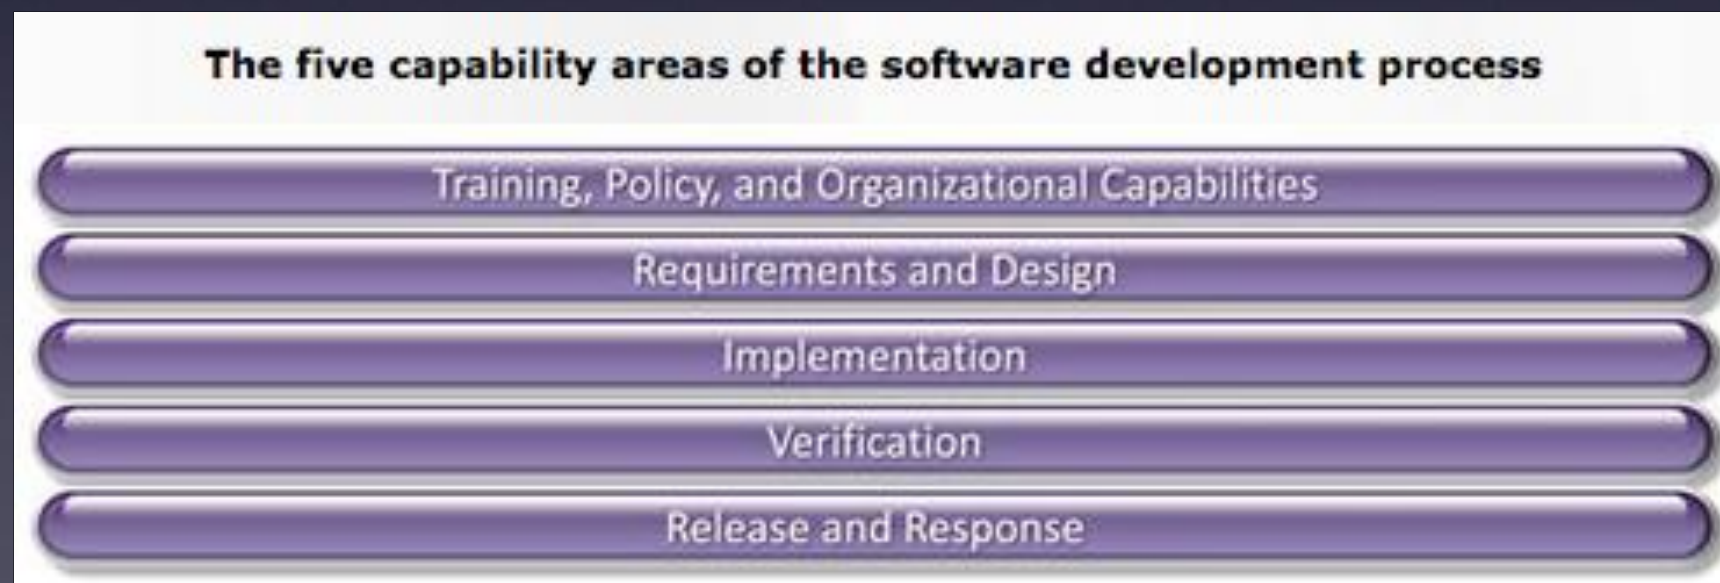 The five capability areas of the software development process
Training, Policy, and Organizational Capabilities
Requirements and Design
Implementation
Verification
Release and Response